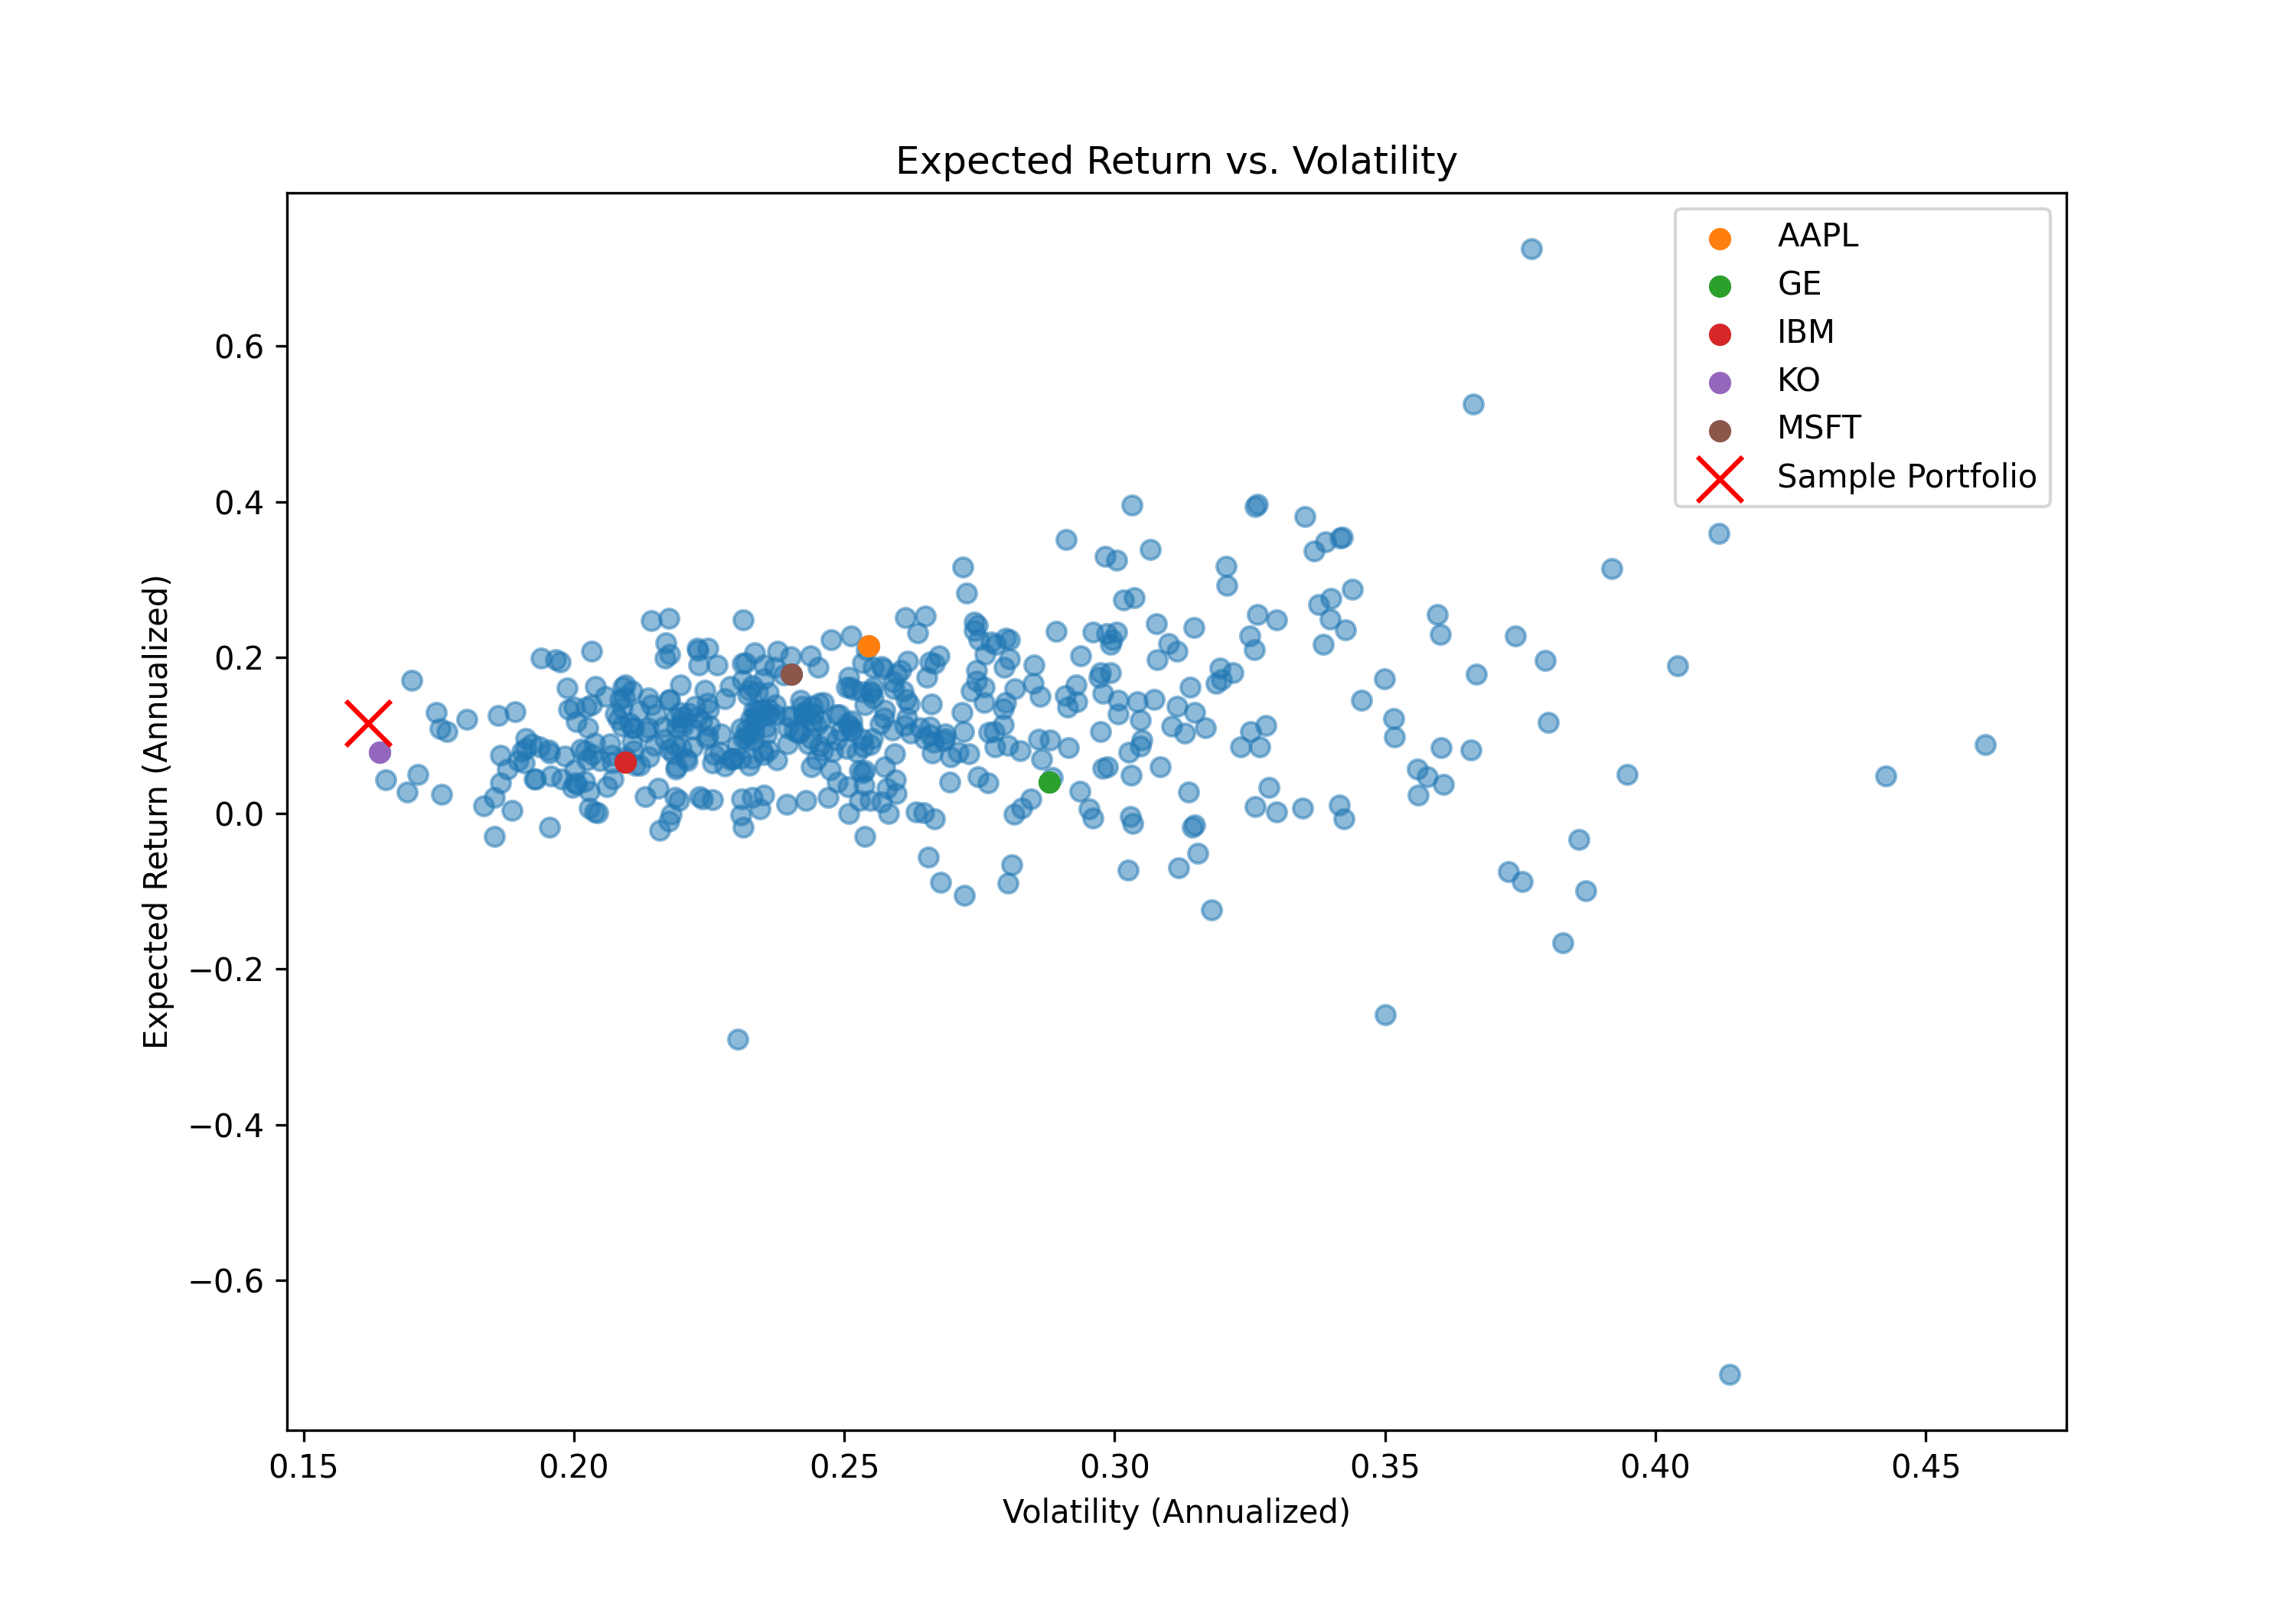 Expected Return vs. Volatility
AAPL
GE
IBM
KO
MSFT
Sample Portfolio
Expected Return (Annualized)
0.6
0.4
0.2
0.0
−0.2
−0.4
−0.6
0.15 0.20 0.25 0.30 0.35 0.40 0.45
Volatility (Annualized)